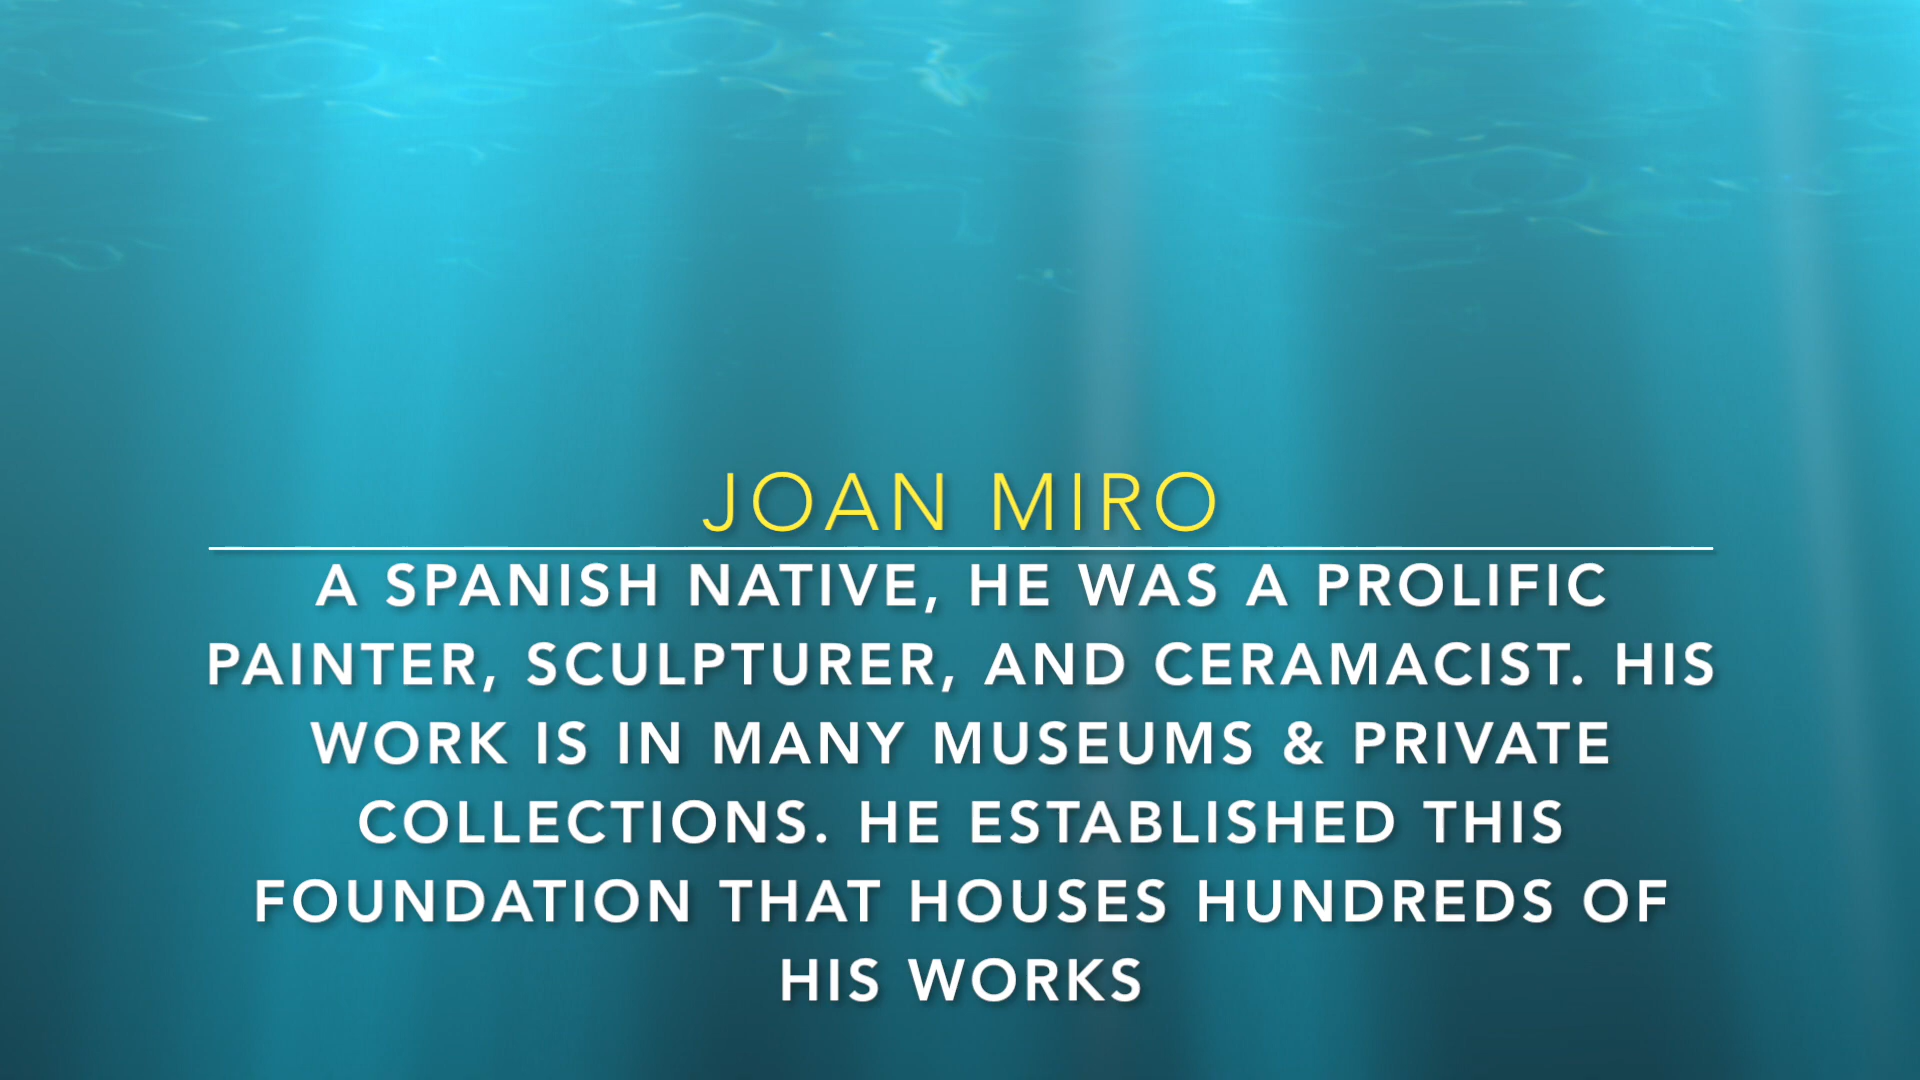 JOAN MIRO
A SPANISH NATIVE, HE WAS A PROLIFIC
PAINTER, SCULPTURER, AND CERAMACIST. HIS
WORK IS IN MANY MUSEUMS & PRIVATE
COLLECTIONS. HE ESTABLISHED THIS
FOUNDATION THAT HOUSES HUNDREDS OF
HIS WORKS